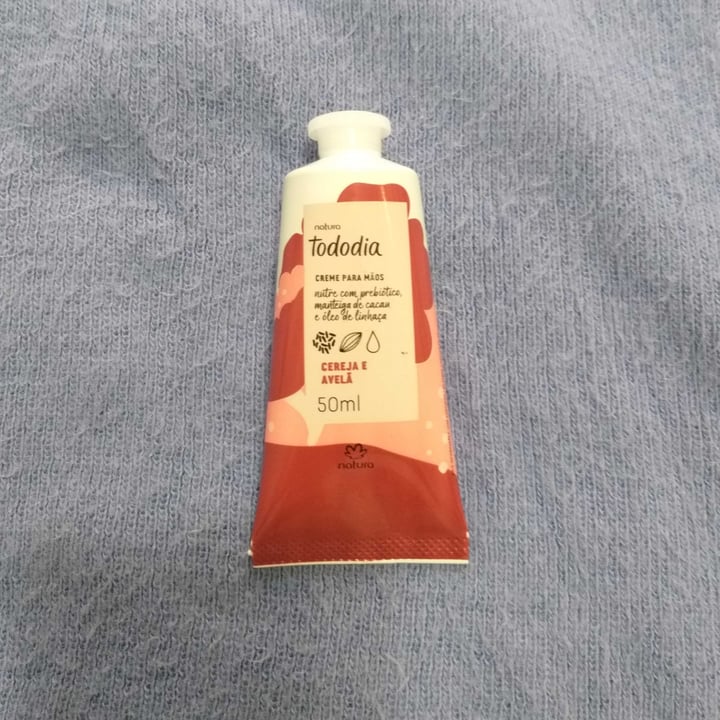 natura
tododia
CREME PARA MÃOS
nutre com prebiótico,
manteiga de cacau
e óleo de linhaça
CEREJA E
AVELÃ
50ml
natura